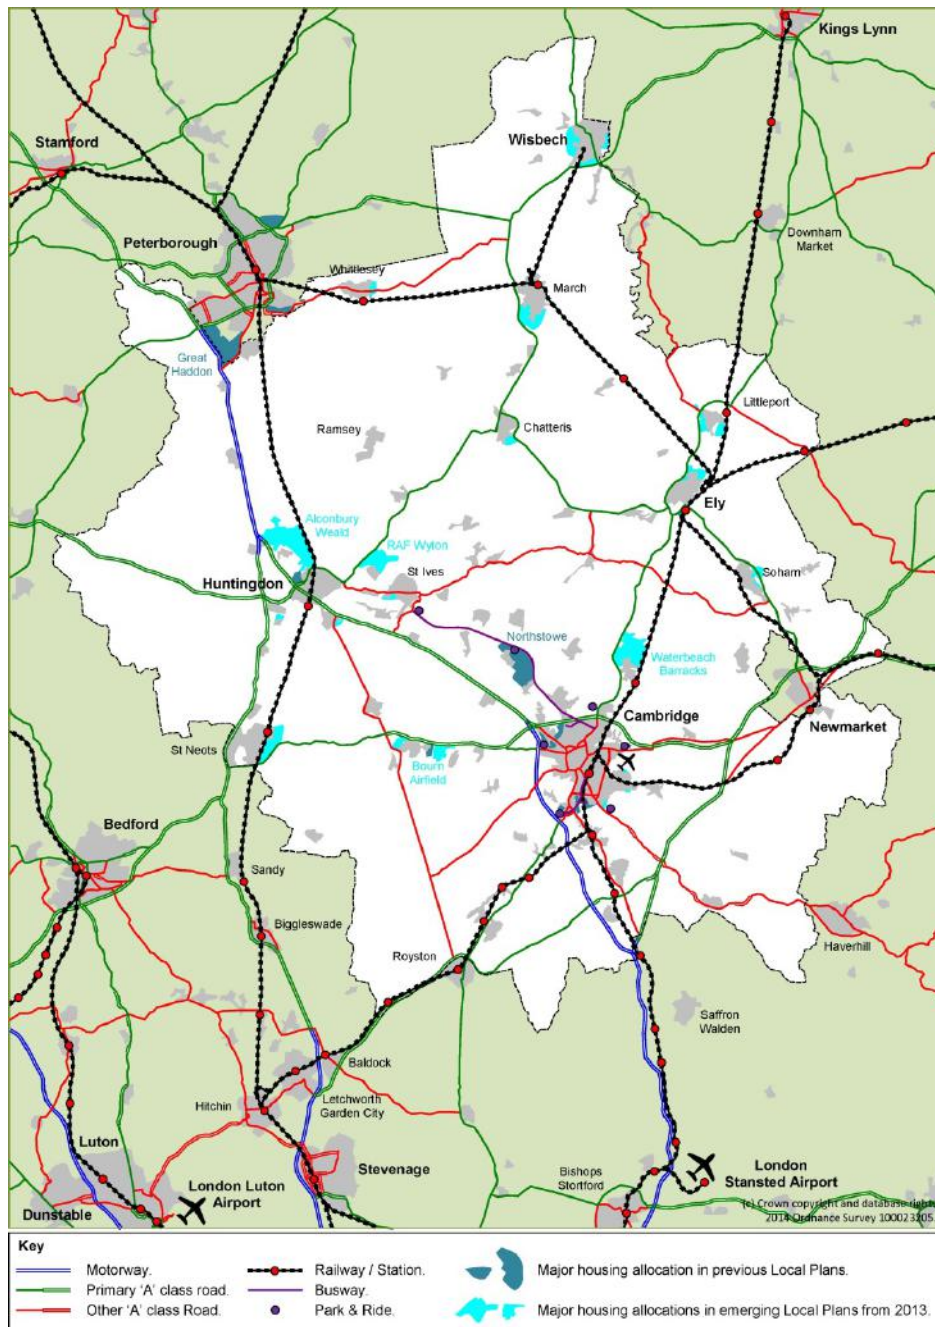 Kings Lynn
Stamford
Wisbech
Downham
Market
Peterborough
Whittlesey
March
Great
Haddon
Littleport
Ramsey
Chatteris
Ely
Alconbury
Weald
RAF Wyton
St Ives
Huntingdon
Soham
Northstowe
Waterbeach
Barracks
Cambridge
Newmarket
St Neots
Bourn
Airfield
Bedford
Sandy
Biggleswade
Haverhill
Royston
Saffron
Walden
Baldock
Letchworth
Garden City
Hitchin
Luton
Stevenage
Bishops
Stortford
London
Stansted Airport
London Luton
Airport
Dunstable
(c) Crown copyright and database rights
2014 Ordnance Survey 100023205.
Key
Motorway.
Railway / Station.
Major housing allocation in previous Local Plans.
Primary 'A' class road.
Busway.
Other 'A' class Road.
Park & Ride.
Major housing allocations in emerging Local Plans from 2013.